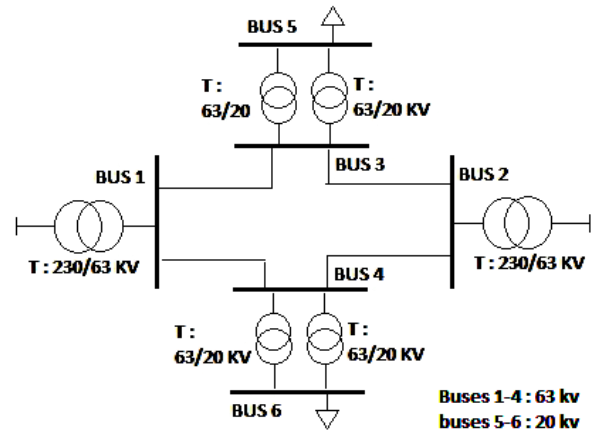 BUS 5
T :
63/20
T :
63/20 KV
BUS 3
BUS 1
BUS 2
T : 230/63 KV
T : 230/63 KV
BUS 4
T :
63/20 KV
T :
63/20 KV
BUS 6
Buses 1-4 : 63 kv
buses 5-6 : 20 kv